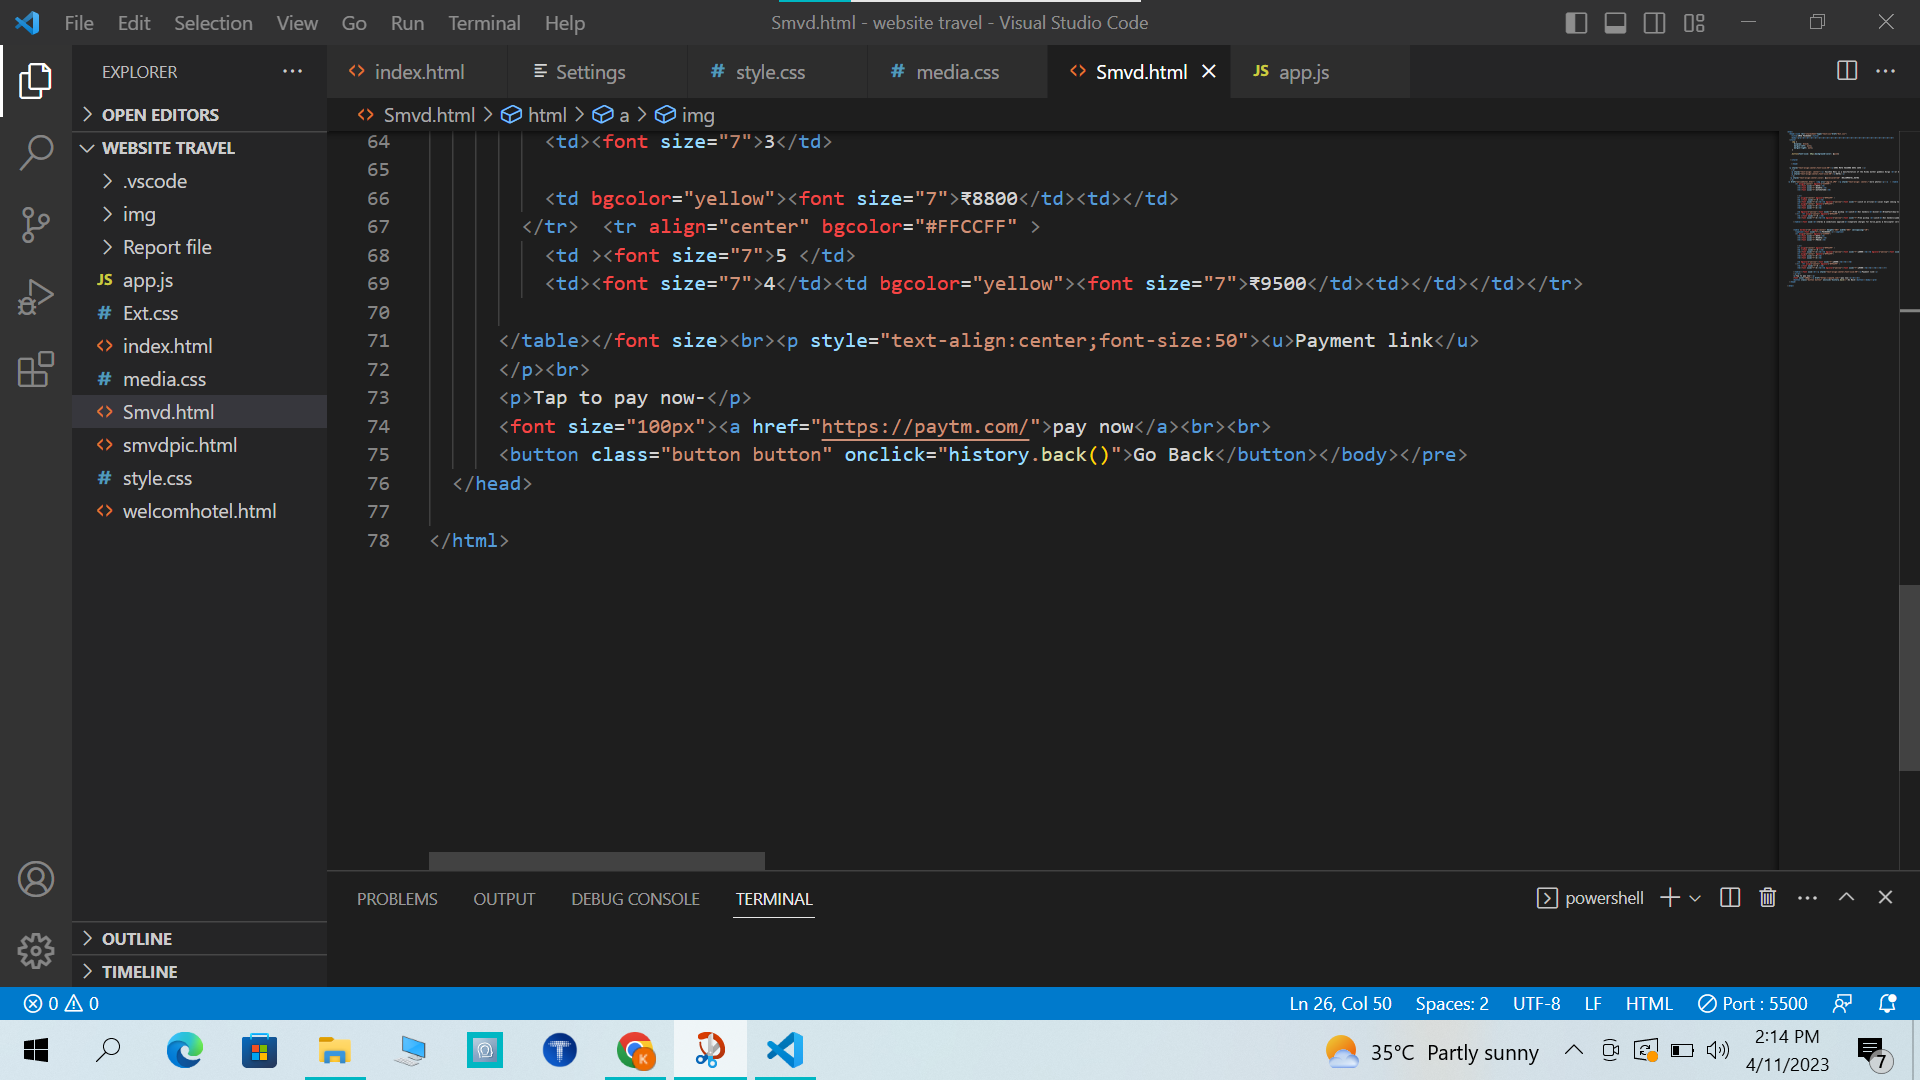 File Edit Selection View Go Run Terminal Help
Smvd.html - website travel - Visual Studio Code
EXPLORER
index.html Settings style.css media.css Smvd.html app.js
Smvd.html > html > a > img
OPEN EDITORS
WEBSITE TRAVEL
.vscode
img
Report file
app.js
Ext.css
index.html
media.css
Smvd.html
smvdpic.html
style.css
welcomhotel.html
OUTLINE
TIMELINE
64 <td><font size="7">3</td>
65
66 <td bgcolor="yellow"><font size="7">₹8800</td><td></td>
67 </tr> <tr align="center" bgcolor="#FFCCFF" >
68 <td ><font size="7">5 </td>
69 <td><font size="7">4</td><td bgcolor="yellow"><font size="7">₹9500</td><td></td></td></tr>
70
71 </table></font size><br><p style="text-align:center;font-size:50"><u>Payment link</u>
72 </p><br>
73 <p>Tap to pay now-</p>
74 <font size="100px"><a href="https://paytm.com/">pay now</a><br><br>
75 <button class="button button" onclick="history.back()">Go Back</button></body></pre>
76 </head>
77
78 </html>
PROBLEMS OUTPUT DEBUG CONSOLE TERMINAL
powershell
0 0
Ln 26, Col 50 Spaces: 2 UTF-8 LF HTML Port : 5500
35°C Partly sunny
2:14 PM
4/11/2023
7